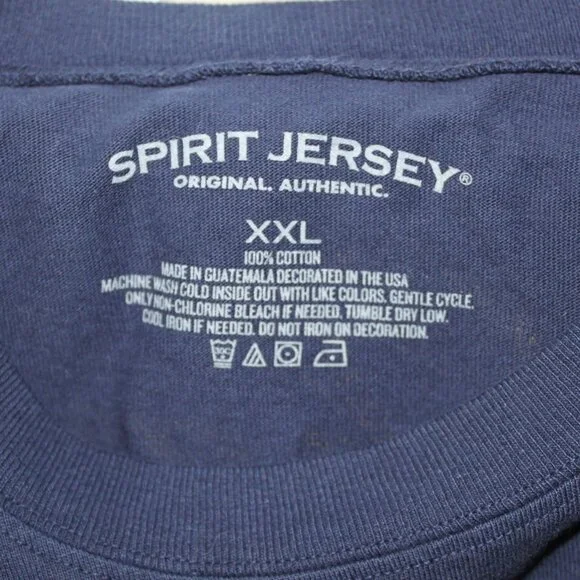 SPIRIT JERSEY®
ORIGINAL. AUTHENTIC.
XXL
100% COTTON
MADE IN GUATEMALA DECORATED IN THE USA
MACHINE WASH COLD INSIDE OUT WITH LIKE COLORS. GENTLE CYCLE.
ONLY NON-CHLORINE BLEACH IF NEEDED. TUMBLE DRY LOW.
COOL IRON IF NEEDED. DO NOT IRON ON DECORATION.
30C